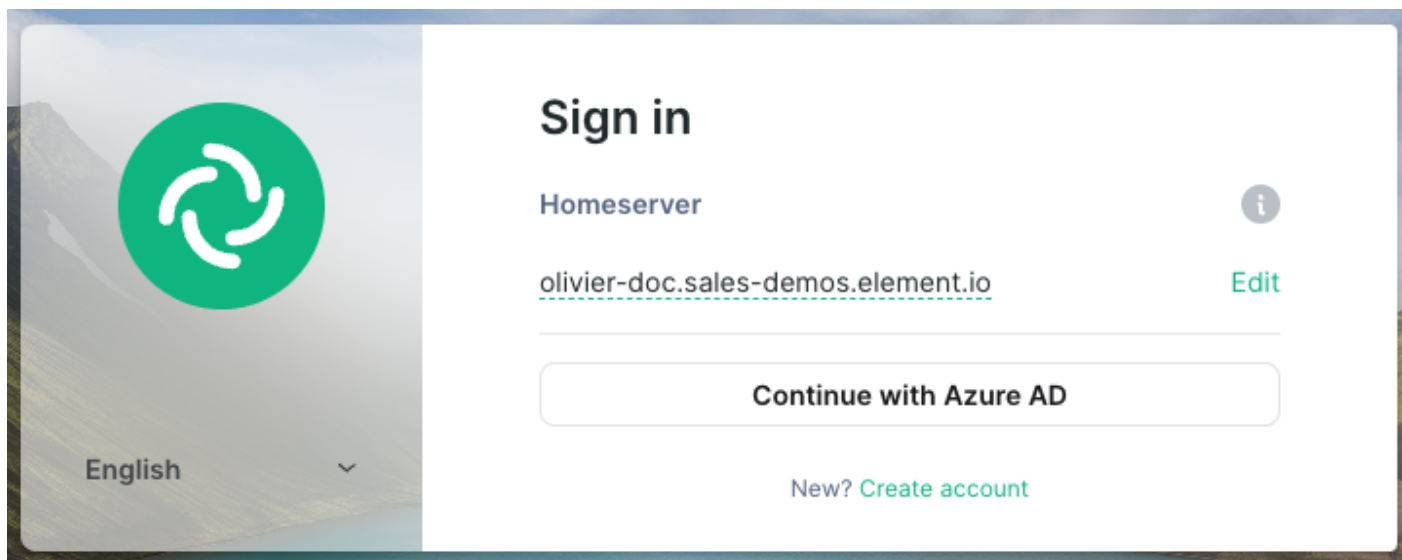 Sign in
Homeserver
olivier-doc.sales-demos.element.io
Edit
Continue with Azure AD
English
New? Create account